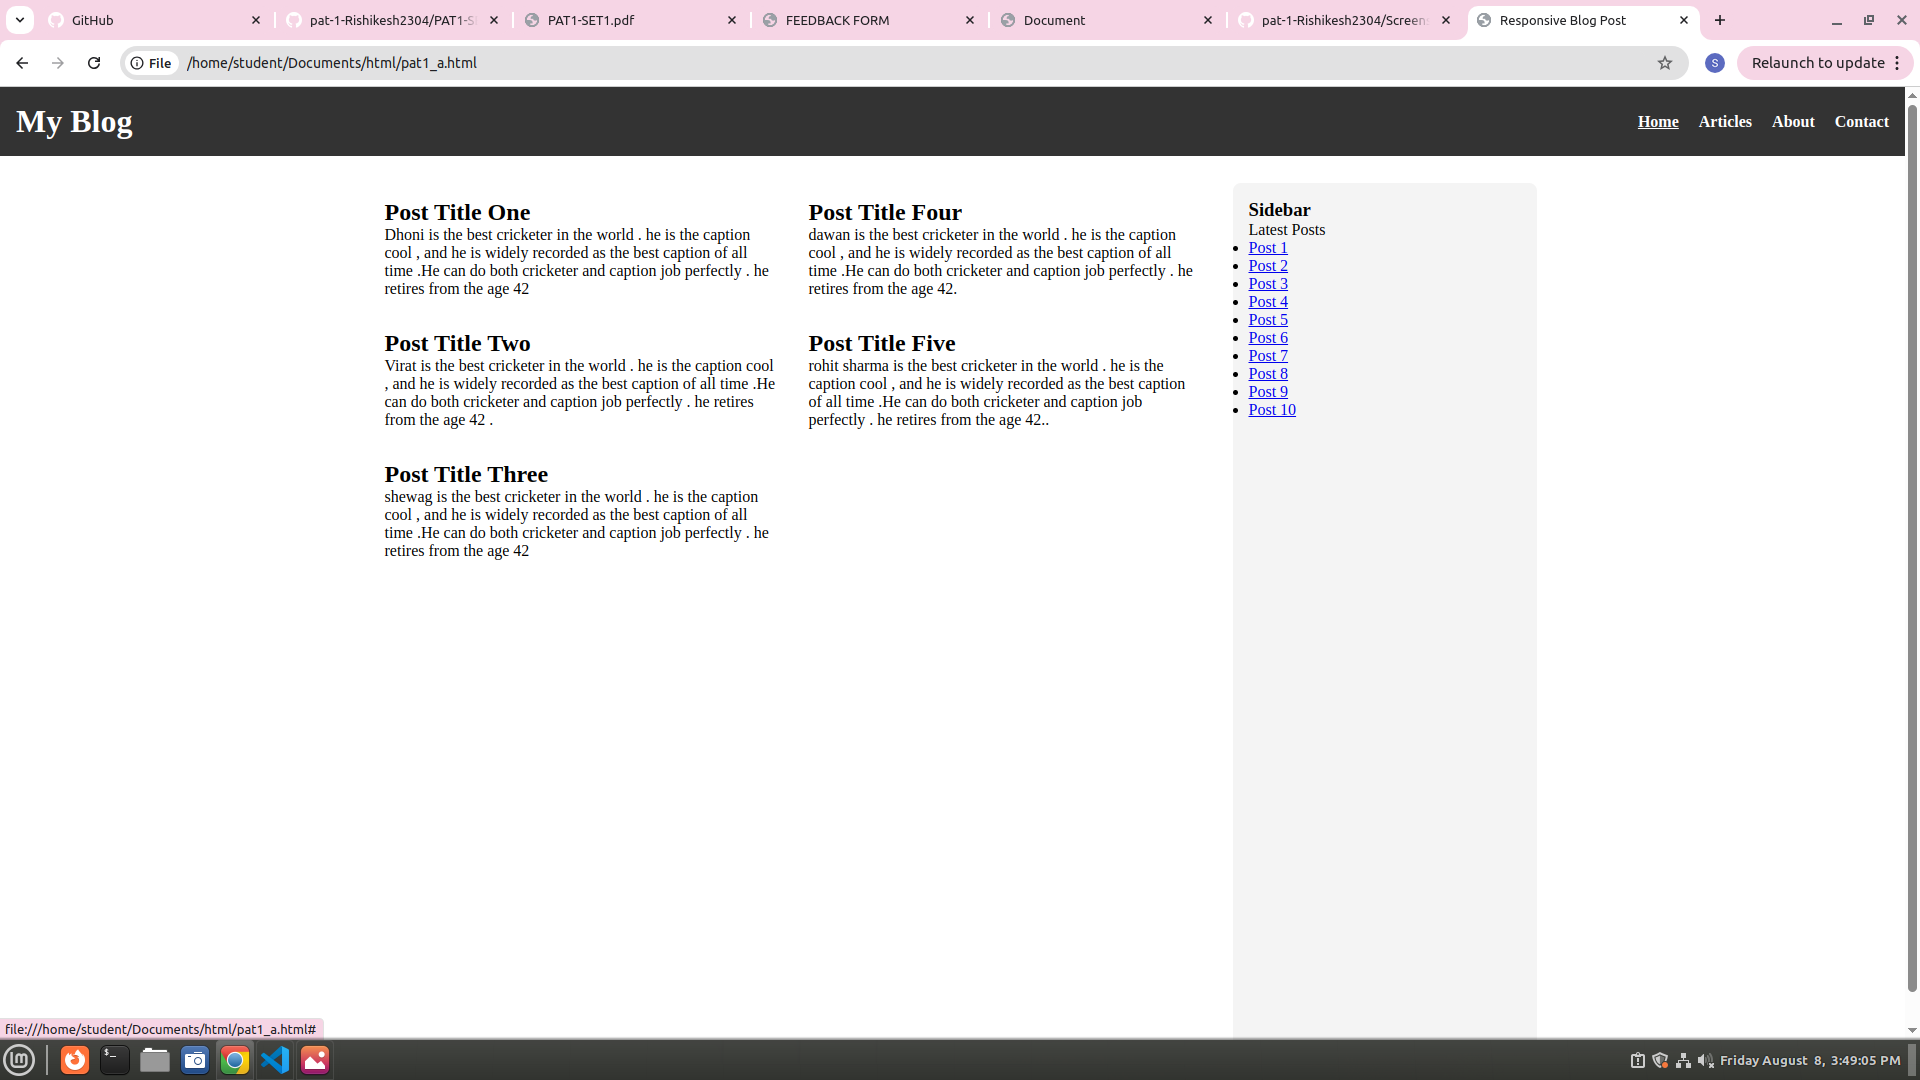 GitHub
pat-1-Rishikesh2304/PAT1-S
PAT1-SET1.pdf
FEEDBACK FORM
Document
pat-1-Rishikesh2304/Screens
Responsive Blog Post
File
/home/student/Documents/html/pat1_a.html
S
Relaunch to update
My Blog
Home
Articles
About
Contact
Post Title One
Dhoni is the best cricketer in the world . he is the caption
cool , and he is widely recorded as the best caption of all
time .He can do both cricketer and caption job perfectly . he
retires from the age 42
Post Title Two
Virat is the best cricketer in the world . he is the caption cool
, and he is widely recorded as the best caption of all time .He
can do both cricketer and caption job perfectly . he retires
from the age 42 .
Post Title Three
shewag is the best cricketer in the world . he is the caption
cool , and he is widely recorded as the best caption of all
time .He can do both cricketer and caption job perfectly . he
retires from the age 42
Post Title Four
dawan is the best cricketer in the world . he is the caption
cool , and he is widely recorded as the best caption of all
time .He can do both cricketer and caption job perfectly . he
retires from the age 42.
Post Title Five
rohit sharma is the best cricketer in the world . he is the
caption cool , and he is widely recorded as the best caption
of all time .He can do both cricketer and caption job
perfectly . he retires from the age 42..
Sidebar
Latest Posts
Post 1
Post 2
Post 3
Post 4
Post 5
Post 6
Post 7
Post 8
Post 9
Post 10
file:///home/student/Documents/html/pat1_a.html#
Friday August 8, 3:49:05 PM